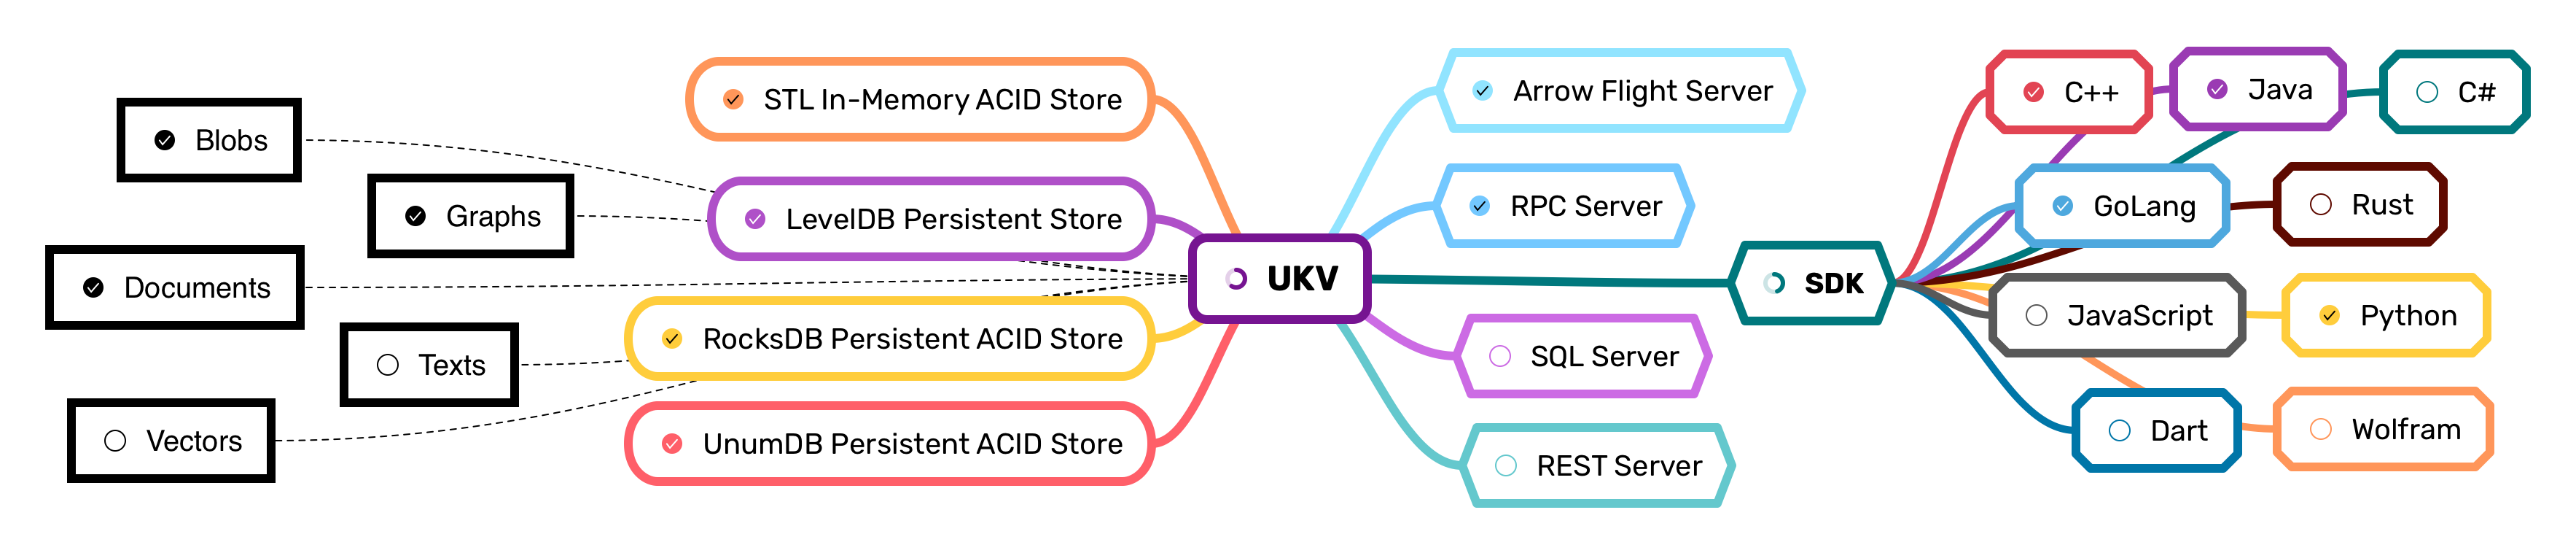 Blobs
Graphs
Documents
Texts
Vectors
STL In-Memory ACID Store
LevelDB Persistent Store
RocksDB Persistent ACID Store
UnumDB Persistent ACID Store
UKV
Arrow Flight Server
RPC Server
SDK
SQL Server
REST Server
C++
Java
C#
GoLang
Rust
JavaScript
Python
Dart
Wolfram